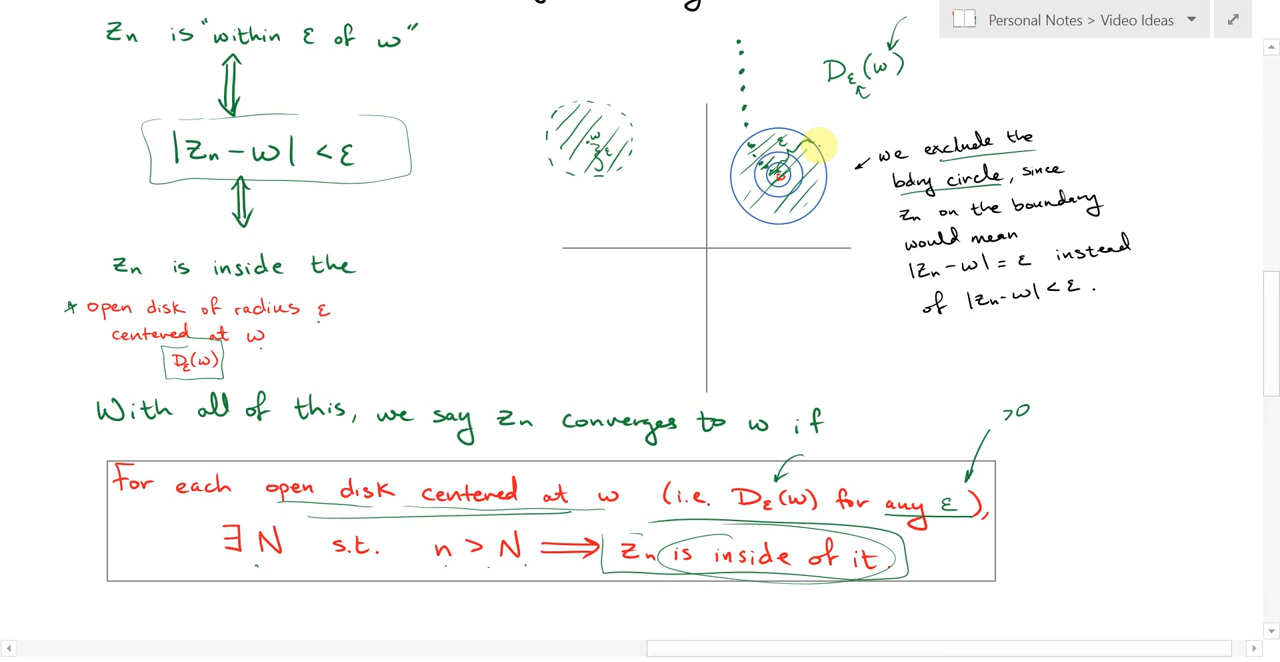 Personal Notes > Video Ideas
Zn is "within ε of w"
|Zn - w| < ε
Zn is inside the
* open disk of radius ε
centered at w
Dε(w)
w
ε
ε
Dε(w)
we exclude the
bdry circle, since
Zn on the boundary
would mean
|Zn-w| = ε instead
of |Zn-w| < ε.
With all of this, we say Zn converges to w if
>0
For each open disk centered at w (i.e. Dε(w) for any ε),
∃ N s.t. n > N ⟹ Zn is inside of it.